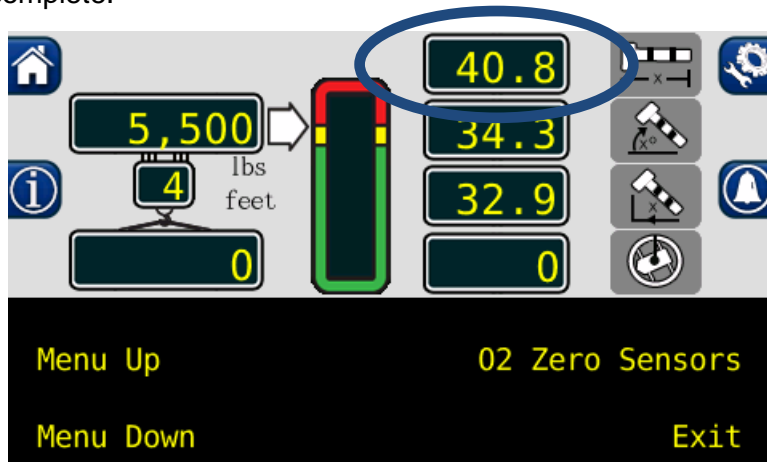 40.8
5,500
34.3
lbs
4
feet
32.9
0
0
Menu Up
02 Zero Sensors
Menu Down
Exit